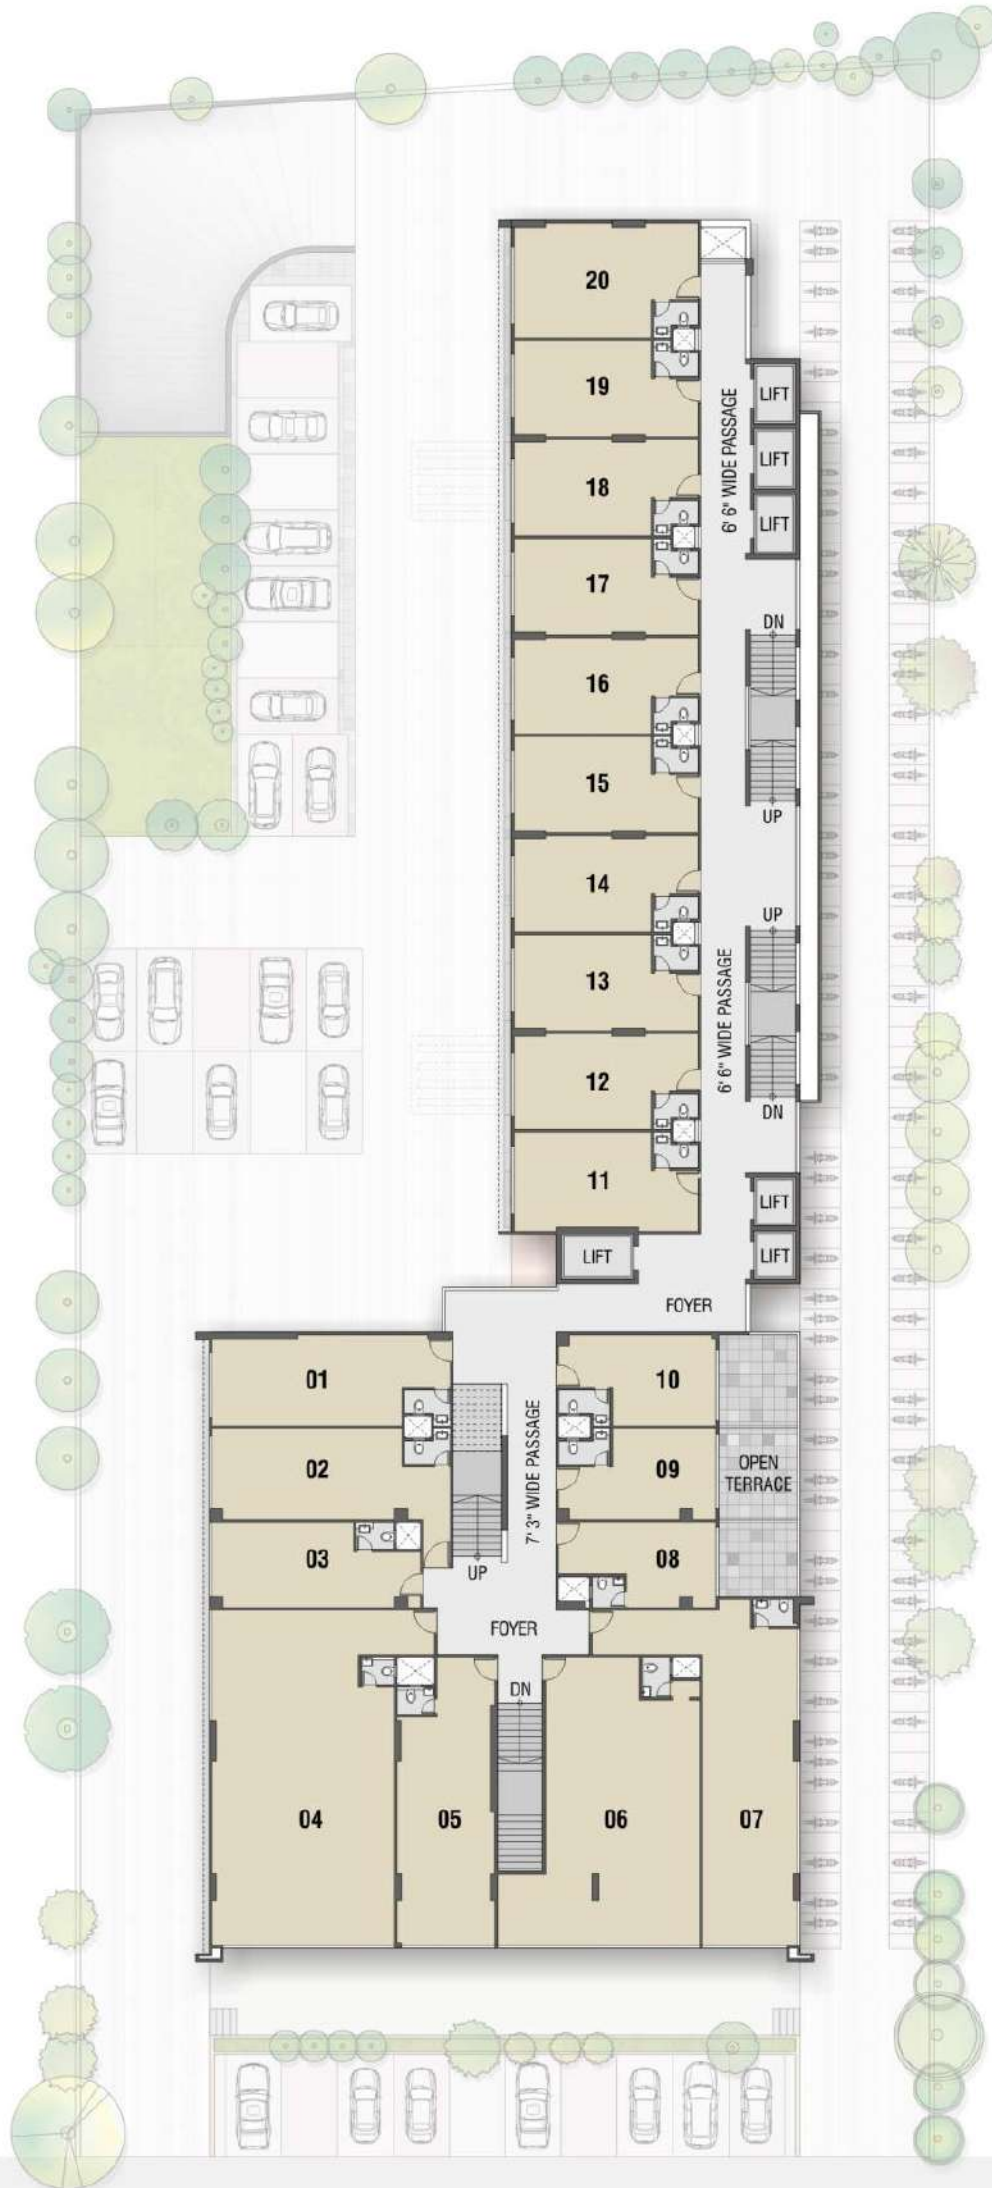 20
19
LIFT
6' 6" WIDE PASSAGE
LIFT
18
LIFT
17
DN
16
15
UP
14
UP
13
6' 6" WIDE PASSAGE
12
DN
11
LIFT
LIFT
LIFT
FOYER
01
10
7' 3" WIDE PASSAGE
02
09
OPEN
TERRACE
03
08
UP
FOYER
DN
04
05
06
07